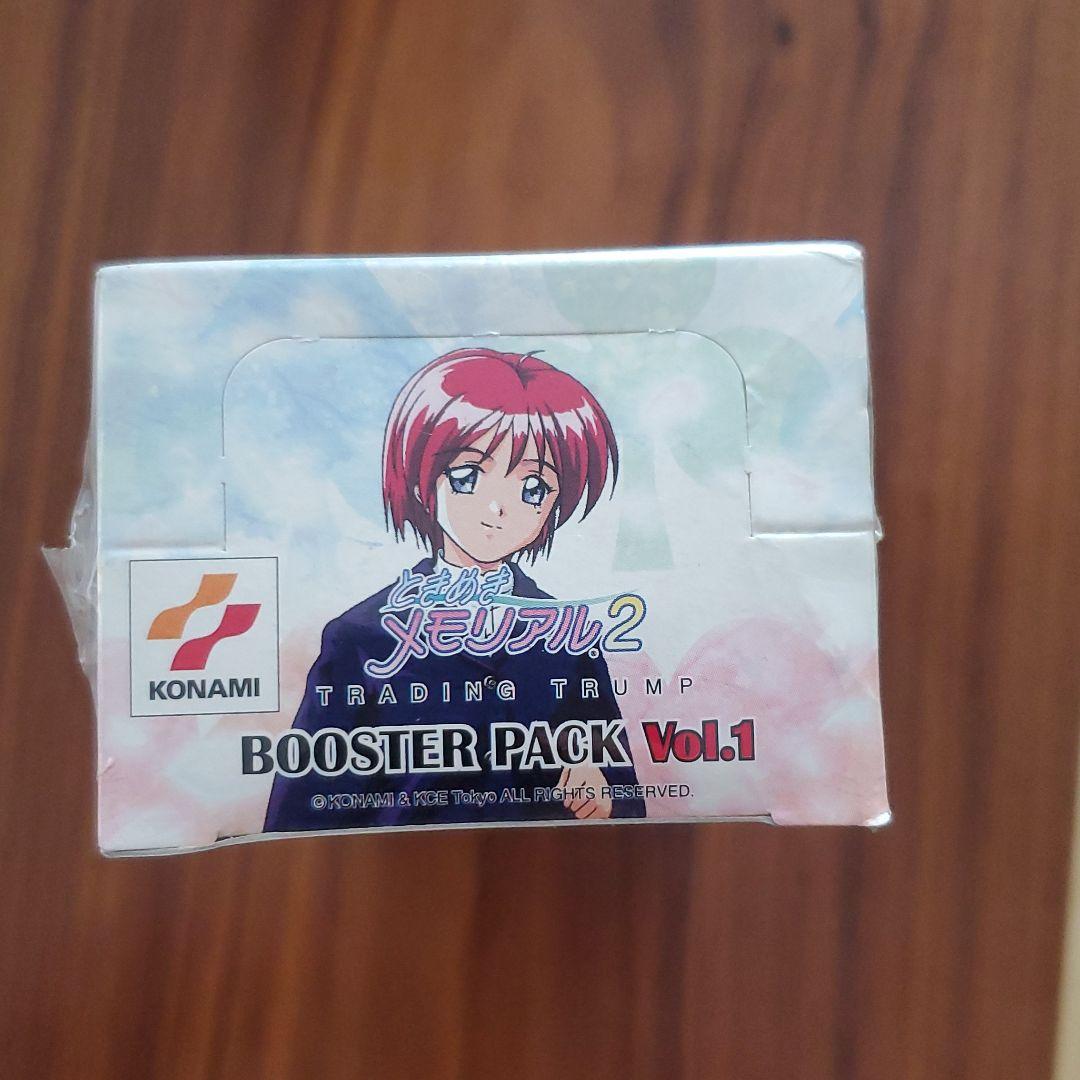 ときめき
メモリアル®2
KONAMI
TRADING TRUMP
BOOSTER PACK Vol.1
©KONAMI & KCE Tokyo ALL RIGHTS RESERVED.